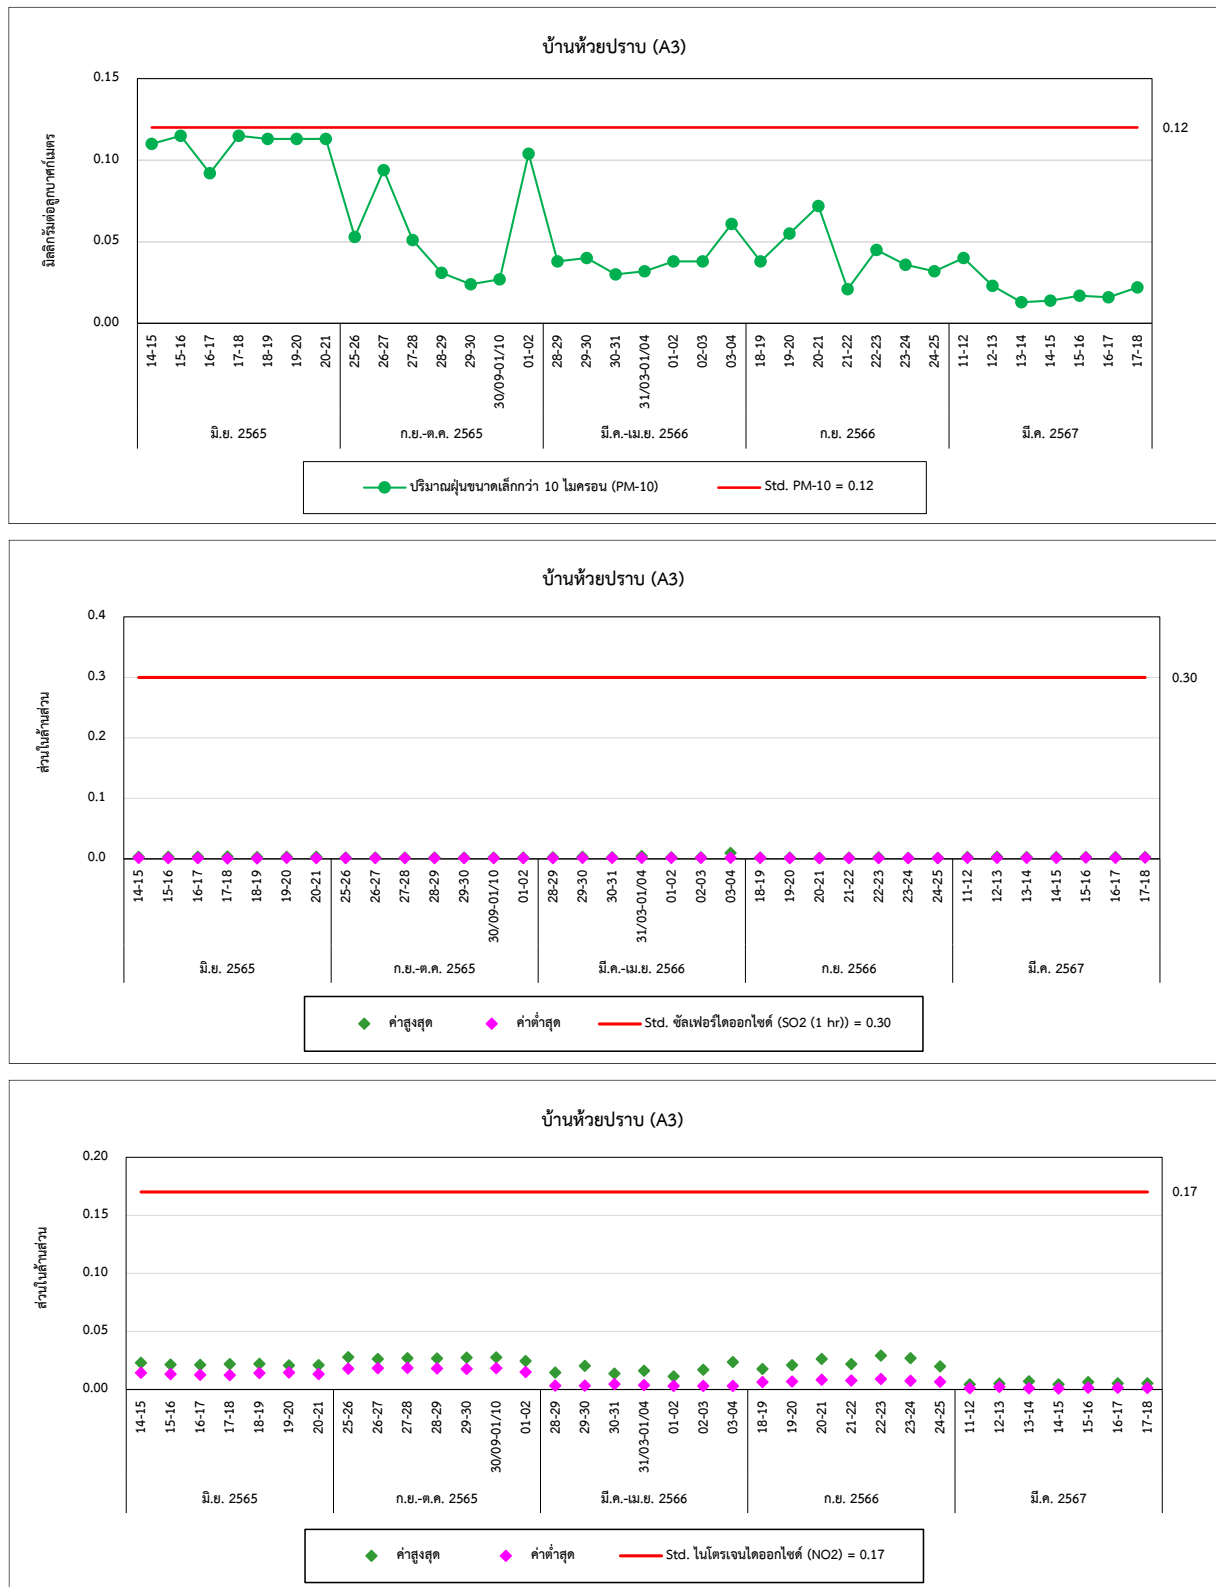 บ้านห้วยปราบ (A3)
มิลลิกรัมต่อลูกบาศก์เมตร
0.15
0.10
0.05
0.00
0.12
14-15 15-16 16-17 17-18 18-19 19-20 20-21 25-26 26-27 27-28 28-29 29-30 30/09-01/10 01-02 28-29 29-30 30-31 31/03-01/04 01-02 02-03 03-04 18-19 19-20 20-21 21-22 22-23 23-24 24-25 11-12 12-13 13-14 14-15 15-16 16-17 17-18
มิ.ย. 2565 ก.ย.-ต.ค. 2565 มี.ค.-เม.ย. 2566 ก.ย. 2566 มี.ค. 2567
ปริมาณฝุ่นขนาดเล็กกว่า 10 ไมครอน (PM-10) Std. PM-10 = 0.12
บ้านห้วยปราบ (A3)
ส่วนในล้านส่วน
0.4
0.3
0.2
0.1
0.0
0.30
14-15 15-16 16-17 17-18 18-19 19-20 20-21 25-26 26-27 27-28 28-29 29-30 30/09-01/10 01-02 28-29 29-30 30-31 31/03-01/04 01-02 02-03 03-04 18-19 19-20 20-21 21-22 22-23 23-24 24-25 11-12 12-13 13-14 14-15 15-16 16-17 17-18
มิ.ย. 2565 ก.ย.-ต.ค. 2565 มี.ค.-เม.ย. 2566 ก.ย. 2566 มี.ค. 2567
ค่าสูงสุด ค่าต่ำสุด Std. ซัลเฟอร์ไดออกไซด์ (SO2 (1 hr)) = 0.30
บ้านห้วยปราบ (A3)
ส่วนในล้านส่วน
0.20
0.15
0.10
0.05
0.00
0.17
14-15 15-16 16-17 17-18 18-19 19-20 20-21 25-26 26-27 27-28 28-29 29-30 30/09-01/10 01-02 28-29 29-30 30-31 31/03-01/04 01-02 02-03 03-04 18-19 19-20 20-21 21-22 22-23 23-24 24-25 11-12 12-13 13-14 14-15 15-16 16-17 17-18
มิ.ย. 2565 ก.ย.-ต.ค. 2565 มี.ค.-เม.ย. 2566 ก.ย. 2566 มี.ค. 2567
ค่าสูงสุด ค่าต่ำสุด Std. ไนโตรเจนไดออกไซด์ (NO2) = 0.17